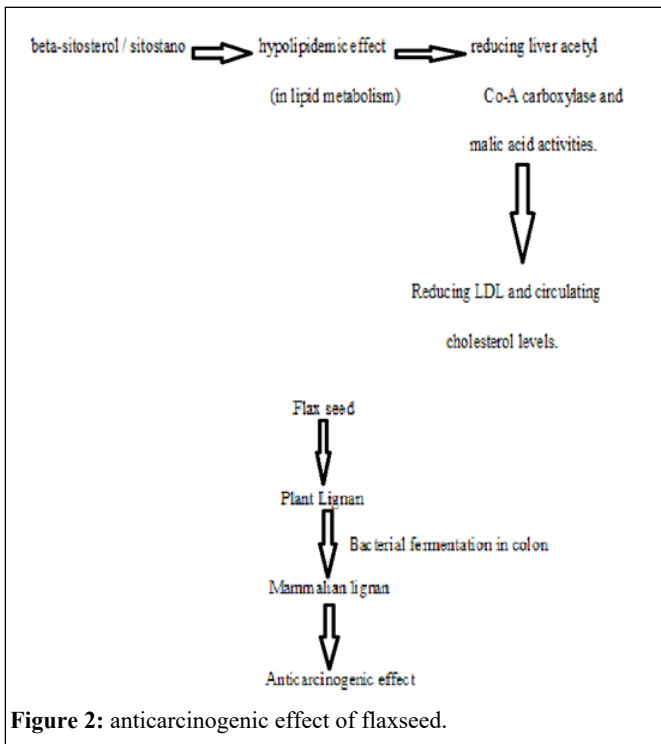 beta-sitosterol / sitostano hypolipidemic effect reducing liver acetyl
(in lipid metabolism) Co-A carboxylase and
malic acid activities.
Reducing LDL and circulating
cholesterol levels.
Flax seed
Plant Lignan
Bacterial fermentation in colon
Mammalian lignan
Anticarcinogenic effect
Figure 2: anticarcinogenic effect of flaxseed.